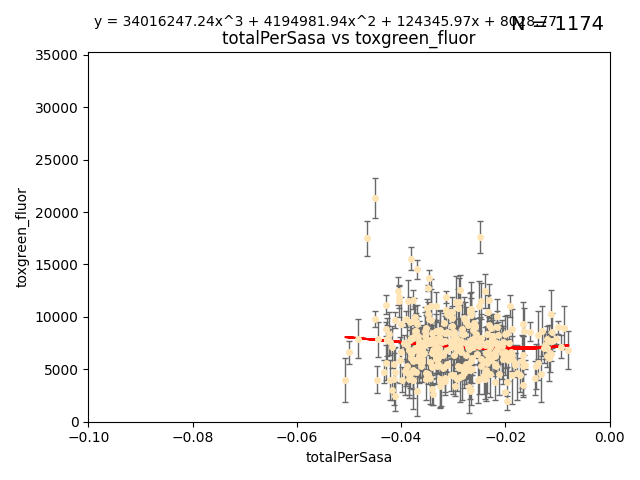 y = 34016247.24x^3 + 4194981.94x^2 + 124345.97x + 8028.77
N = 1174
totalPerSasa vs toxgreen_fluor
35000
30000
25000
20000
15000
10000
5000
0
toxgreen_fluor
−0.10
−0.08
−0.06
−0.04
−0.02
0.00
totalPerSasa